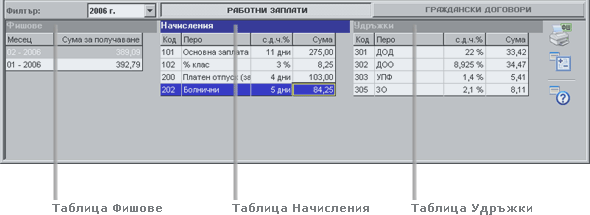 Филтър: 2006 г. РАБОТНИ ЗАПЛАТИ ГРАЖДАНСКИ ДОГОВОРИ
Фишове Начисления Удръжки
Месец Сума за получаване Код Перо с.д.ч.% Сума Код Перо с.д.ч.% Сума
02 - 2006 389,09 101 Основна заплата 11 дни 275,00 301 ДОД 22 % 33,42
01 - 2006 392,79 102 % клас 3 % 8,25 302 ДОО 8,925 % 34,47
200 Платен отпуск (за 4 дни 103,00 303 УПФ 1,4 % 5,41
202 Болнични 5 дни 84,25 305 ЗО 2,1 % 8,11
Таблица Фишове Таблица Начисления Таблица Удръжки